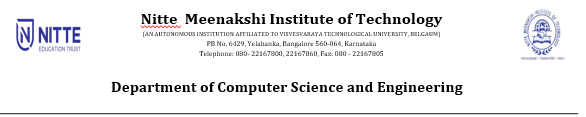 Nitte Meenakshi Institute of Technology
(AN AUTONOMOUS INSTITUTION AFFILIATED TO VISVESVARAYA TECHNOLOGICAL UNIVERSITY, BELGAUM)
PB No. 6429, Yelahanka, Bangalore 560-064, Karnataka
Telephone: 080- 22167800, 22167860, Fax: 080 - 22167805
NITTE
EDUCATION TRUST
Department of Computer Science and Engineering